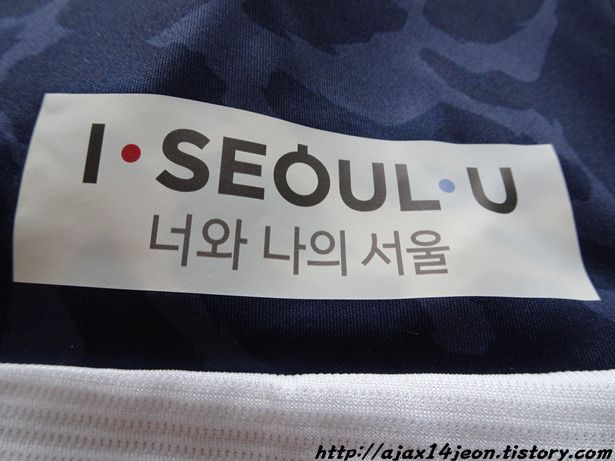 I·SEOUL·U
너와 나의 서울
http://ajax14jeon.tistory.com